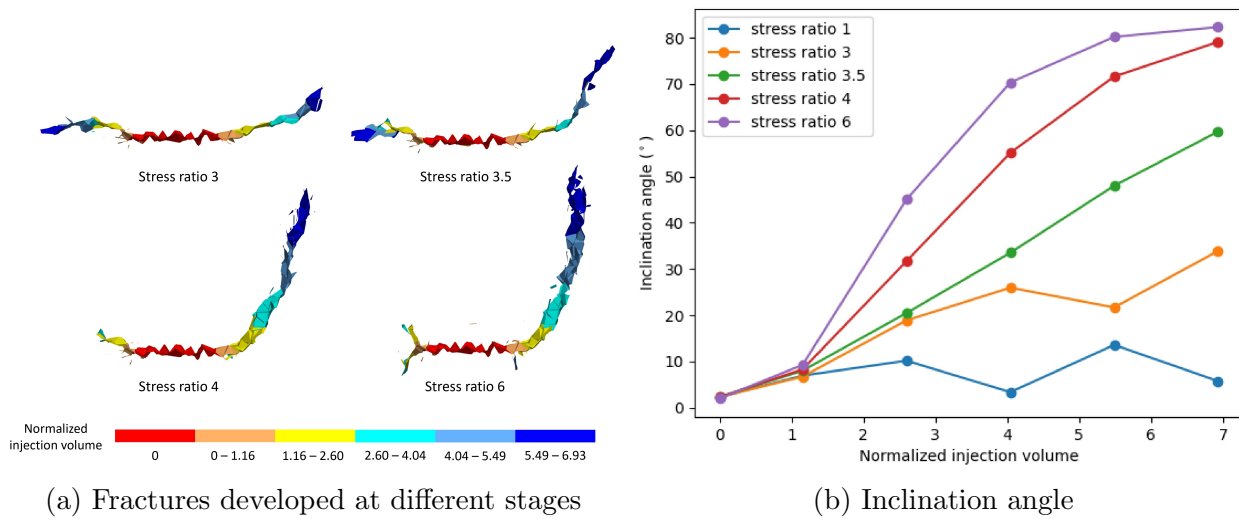 Stress ratio 3
Stress ratio 3.5
Stress ratio 4
Stress ratio 6
Normalized
injection volume
0
0 – 1.16
1.16 – 2.60
2.60 – 4.04
4.04 – 5.49
5.49 – 6.93
(a) Fractures developed at different stages
stress ratio 1
stress ratio 3
stress ratio 3.5
stress ratio 4
stress ratio 6
Inclination angle (°)
80
70
60
50
40
30
20
10
0
0 1 2 3 4 5 6 7
Normalized injection volume
(b) Inclination angle